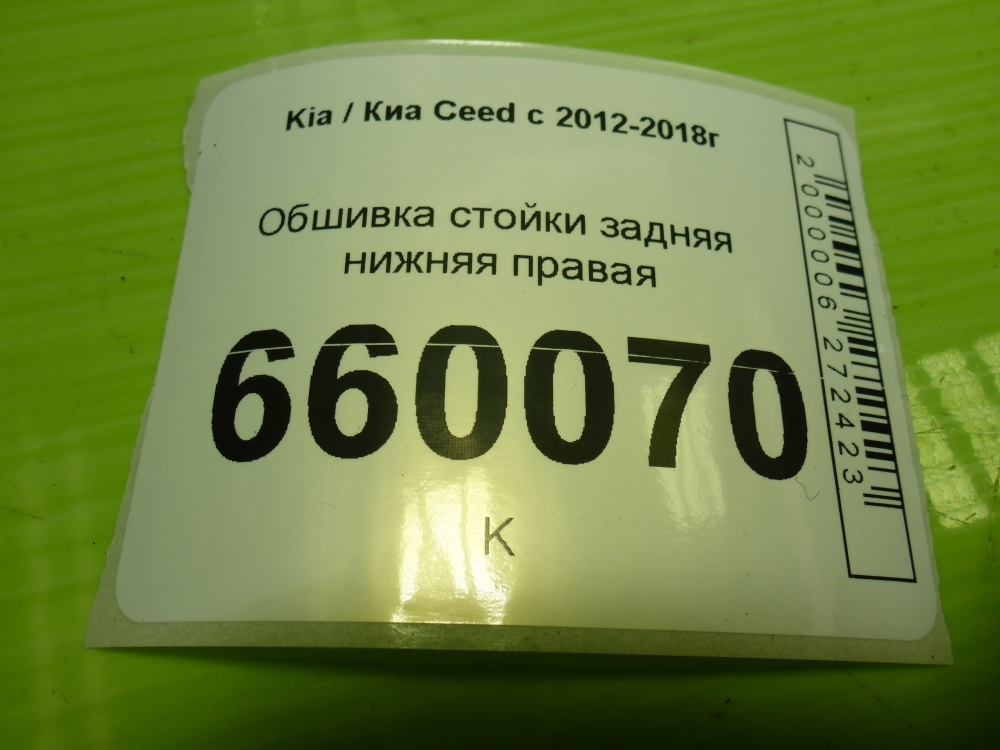 Kia / Киа Ceed с 2012-2018г
Обшивка стойки задняя
нижняя правая
660070
К
2000006272423